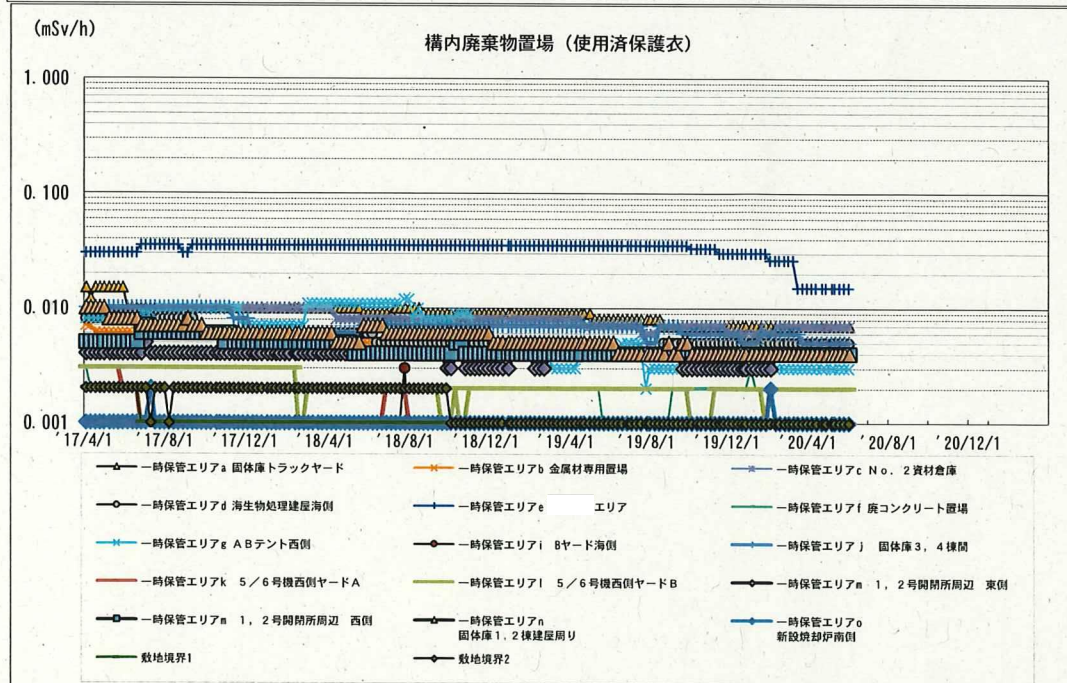 (mSv/h)
構内廃棄物置場（使用済保護衣）
1.000
0.100
0.010
0.001
'17/4/1 '17/8/1 '17/12/1 '18/4/1 '18/8/1 '18/12/1 '19/4/1 '19/8/1 '19/12/1 '20/4/1 '20/8/1 '20/12/1
一時保管エリアa 固体庫トラックヤード 一時保管エリアb 金属材専用置場 一時保管エリアc No．2資材倉庫
一時保管エリアd 海生物処理建屋海側 一時保管エリアe エリア 一時保管エリアf 廃コンクリート置場
一時保管エリアg ABテント西側 一時保管エリアi Bヤード海側 一時保管エリアj 固体庫3，4棟間
一時保管エリアk 5／6号機西側ヤードA 一時保管エリアl 5／6号機西側ヤードB 一時保管エリアm 1，2号開閉所周辺 東側
一時保管エリアm 1，2号開閉所周辺 西側 一時保管エリアn 一時保管エリアo
固体庫1，2棟建屋周り 新設焼却炉南側
敷地境界1 敷地境界2